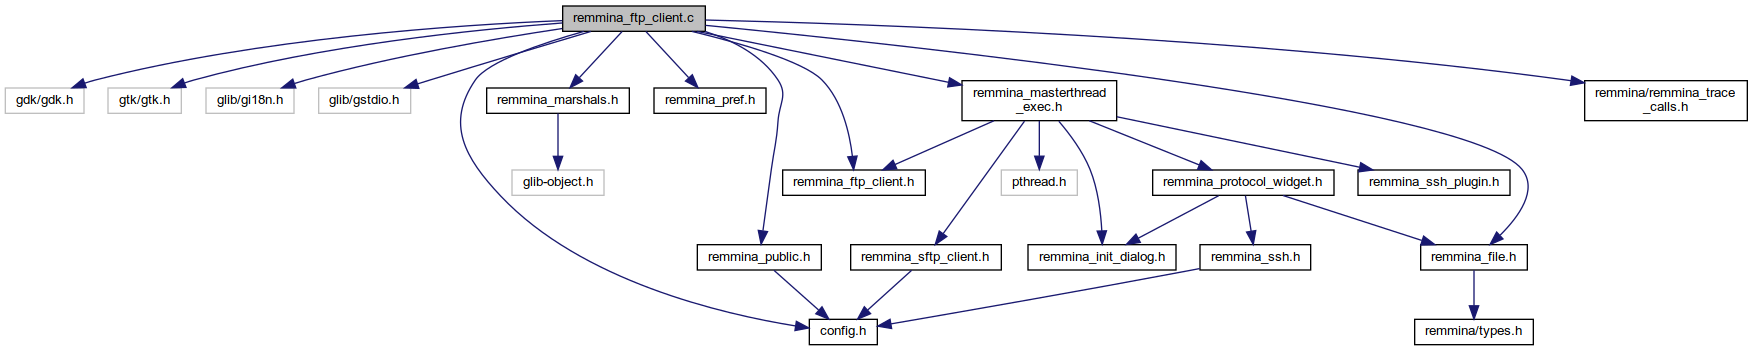 remmina_ftp_client.c
gdk/gdk.h
gtk/gtk.h
glib/gi18n.h
glib/gstdio.h
remmina_marshals.h
remmina_pref.h
remmina_masterthread
_exec.h
remmina/remmina_trace
_calls.h
glib-object.h
remmina_ftp_client.h
pthread.h
remmina_protocol_widget.h
remmina_ssh_plugin.h
remmina_public.h
remmina_sftp_client.h
remmina_init_dialog.h
remmina_ssh.h
remmina_file.h
config.h
remmina/types.h